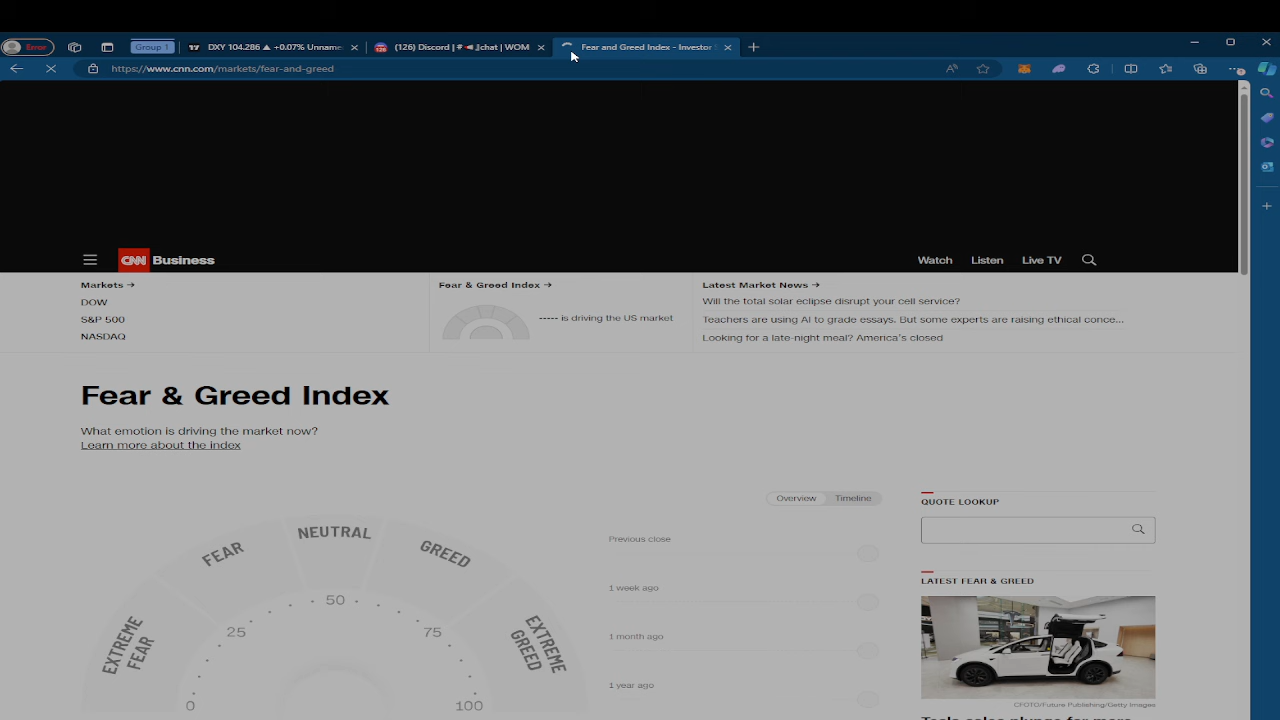 Error
Group 1
DXY 104.286 ▲ +0.07% Unname
(126) Discord | # chat | WOM
Fear and Greed Index - Investor
https://www.cnn.com/markets/fear-and-greed
CNN Business
Watch
Listen
Live TV
Markets →
DOW
S&P 500
NASDAQ
Fear & Greed Index →
----- is driving the US market
Latest Market News →
Will the total solar eclipse disrupt your cell service?
Teachers are using AI to grade essays. But some experts are raising ethical conce...
Looking for a late-night meal? America's closed
Fear & Greed Index
What emotion is driving the market now?
Learn more about the index
Overview
Timeline
EXTREME FEAR
FEAR
NEUTRAL
GREED
EXTREME GREED
0
25
50
75
100
Previous close
1 week ago
1 month ago
1 year ago
QUOTE LOOKUP
LATEST FEAR & GREED
CFOTO/Future Publishing/Getty Images